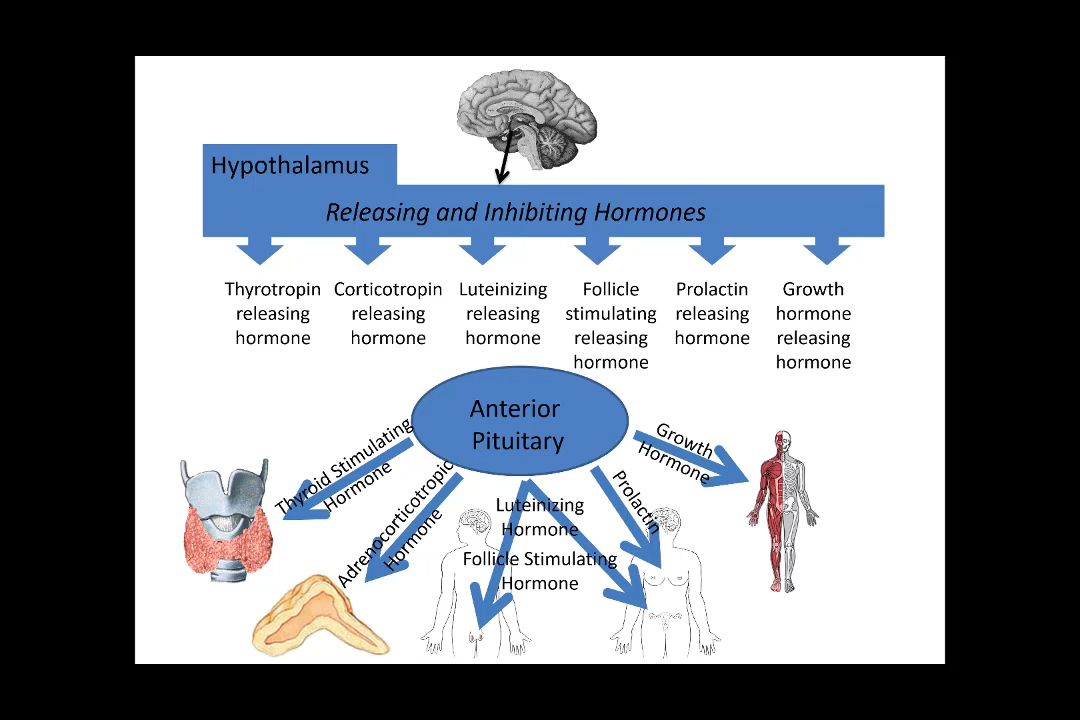 Hypothalamus
Releasing and Inhibiting Hormones
Thyrotropin
releasing
hormone
Corticotropin
releasing
hormone
Luteinizing
releasing
hormone
Follicle
stimulating
releasing
hormone
Prolactin
releasing
hormone
Growth
hormone
releasing
hormone
Anterior
Pituitary
Thyroid Stimulating
Hormone
Adrenocorticotropic
Hormone
Luteinizing
Hormone
Follicle Stimulating
Hormone
Prolactin
Growth
Hormone